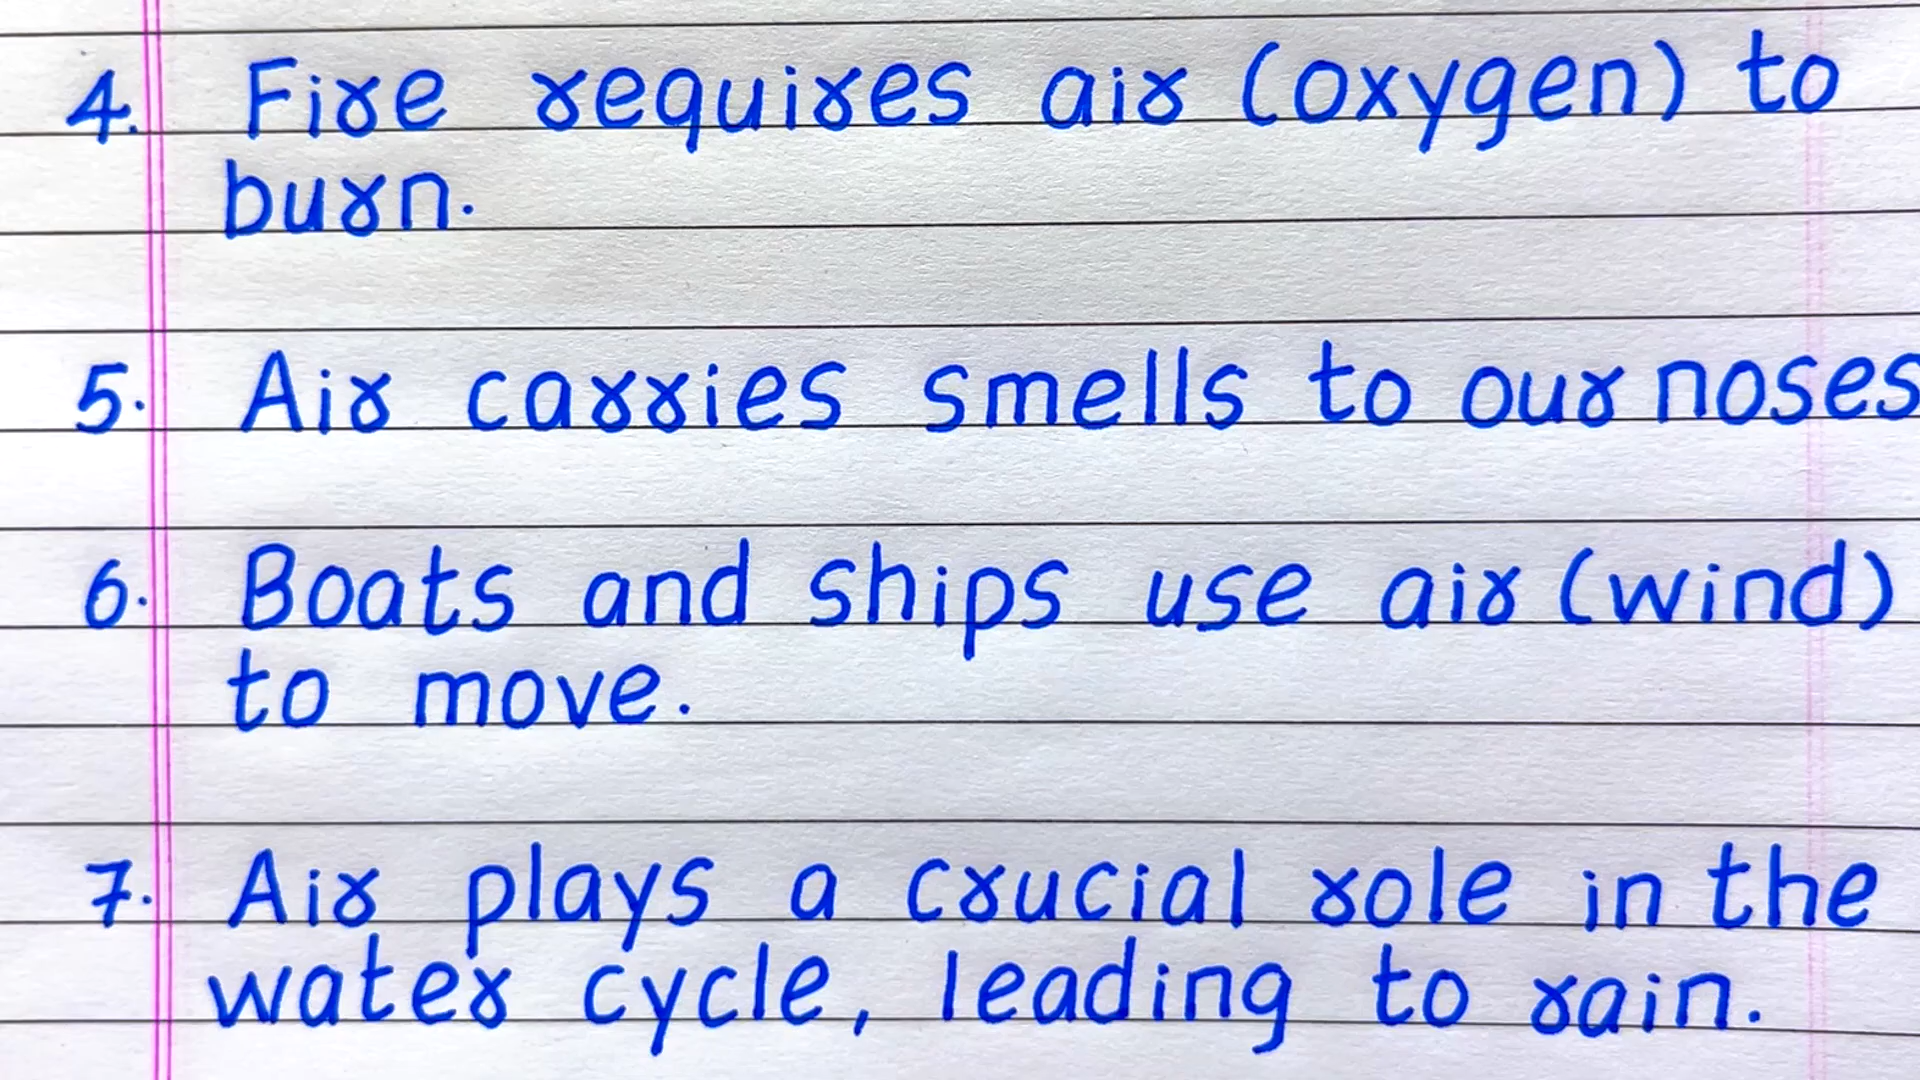 4. Fire requires air (oxygen) to
burn.
5. Air carries smells to our noses
6. Boats and ships use air (wind)
to move.
7. Air plays a crucial role in the
water cycle, leading to rain.